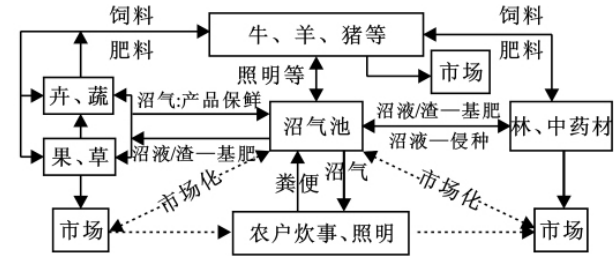 饲料
饲料
牛、羊、猪等
肥料
肥料
照明等
市场
卉、蔬
沼气:产品保鲜
沼气池
沼液/渣—基肥
林、中药材
沼液—侵种
果、草
沼液/渣—基肥
粪便
沼气
市场化
市场化
市场
农户炊事、照明
市场